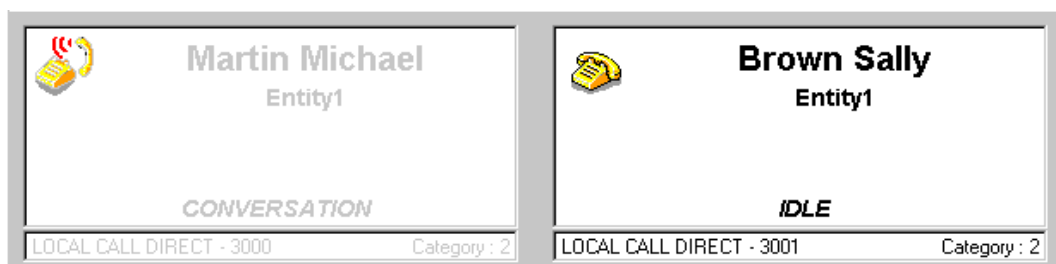 Martin Michael
Entity1
CONVERSATION
LOCAL CALL DIRECT - 3000 Category : 2
Brown Sally
Entity1
IDLE
LOCAL CALL DIRECT - 3001 Category : 2